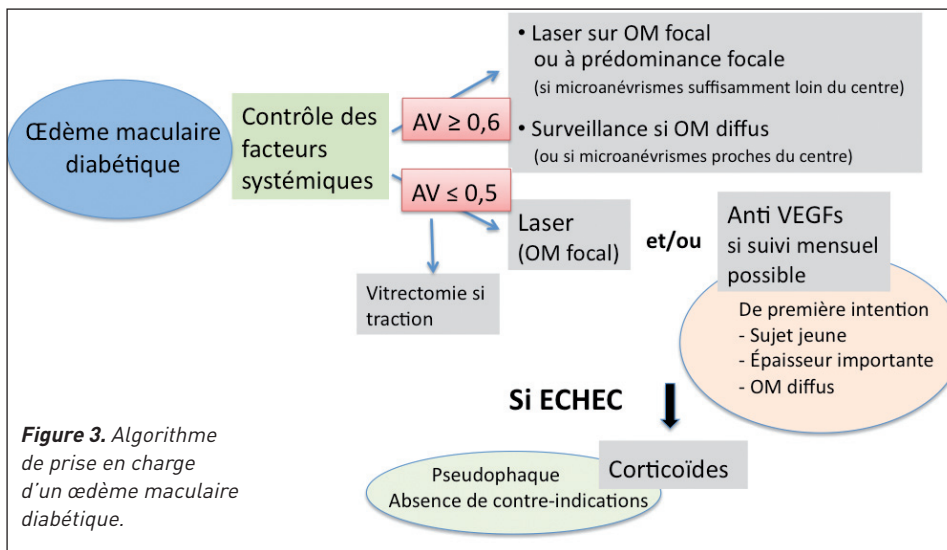 Œdème maculaire
diabétique
Contrôle des
facteurs
systémiques
AV ≥ 0,6
• Laser sur OM focal
ou à prédominance focale
(si microanévrismes suffisamment loin du centre)
• Surveillance si OM diffus
(ou si microanévrismes proches du centre)
AV ≤ 0,5
Laser
(OM focal)
et/ou
Anti VEGFs
si suivi mensuel
possible
Vitrectomie si
traction
De première intention
- Sujet jeune
- Épaisseur importante
- OM diffus
Si ECHEC
Corticoïdes
Pseudophaque
Absence de contre-indications
Figure 3. Algorithme
de prise en charge
d'un œdème maculaire
diabétique.